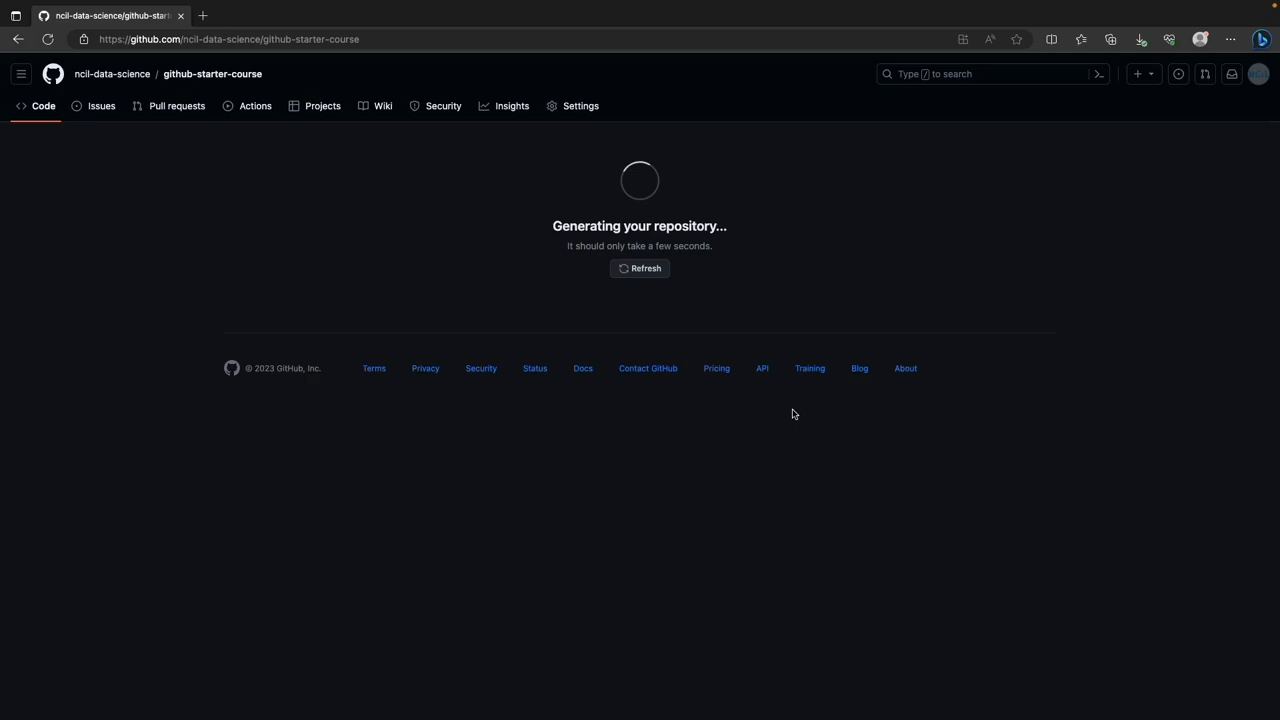 ncil-data-science/github-start
https://github.com/ncil-data-science/github-starter-course
ncil-data-science / github-starter-course
Type / to search
Code Issues Pull requests Actions Projects Wiki Security Insights Settings
Generating your repository...
It should only take a few seconds.
Refresh
© 2023 GitHub, Inc. Terms Privacy Security Status Docs Contact GitHub Pricing API Training Blog About